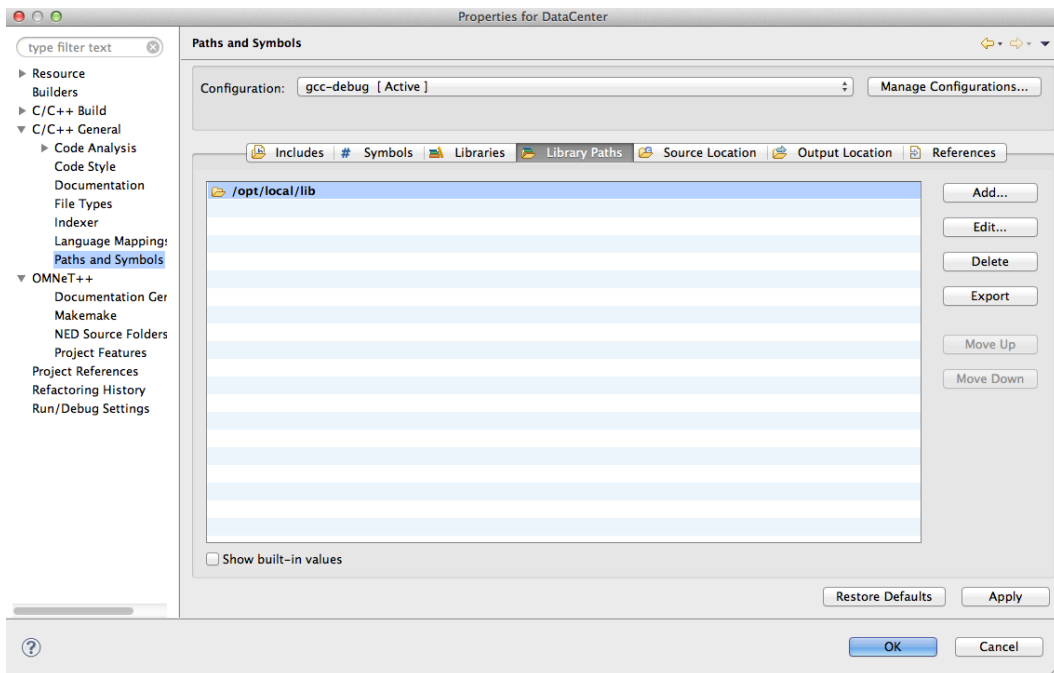 Properties for DataCenter
type filter text
Resource
Builders
C/C++ Build
C/C++ General
Code Analysis
Code Style
Documentation
File Types
Indexer
Language Mappings
Paths and Symbols
OMNeT++
Documentation Ger
Makemake
NED Source Folders
Project Features
Project References
Refactoring History
Run/Debug Settings
Paths and Symbols
Configuration: gcc-debug [ Active ] Manage Configurations...
Includes # Symbols Libraries Library Paths Source Location Output Location References
/opt/local/lib
Add...
Edit...
Delete
Export
Move Up
Move Down
Show built-in values
Restore Defaults Apply
? OK Cancel